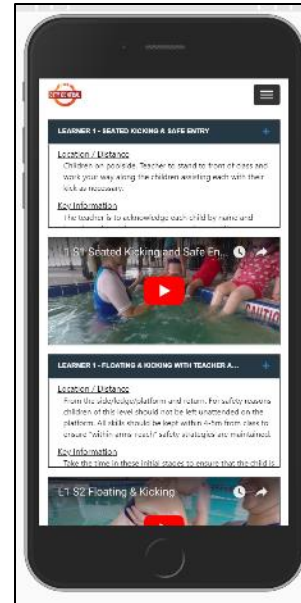 LEARNER 1 - SEATED KICKING & SAFE ENTRY
Location / Distance
Children on poolside. Teacher to stand to front of class and
work your way along the children assisting each with their
kick as necessary.
Key Information
The teacher is to acknowledge each child by name and
1 S1 Seated Kicking and Safe En...
CAUTIO
LEARNER 1 - FLOATING & KICKING WITH TEACHER A...
Location / Distance
From the side/ledge/platform and return. For safety reasons
children of this level should not be left unattended on the
platform. All skills should be kept within 4-5m from class to
ensure "within arms reach" safety strategies are maintained.
Key Information
Take the time in these initial stages to ensure that the child is
L1 S2 Floating & Kicking